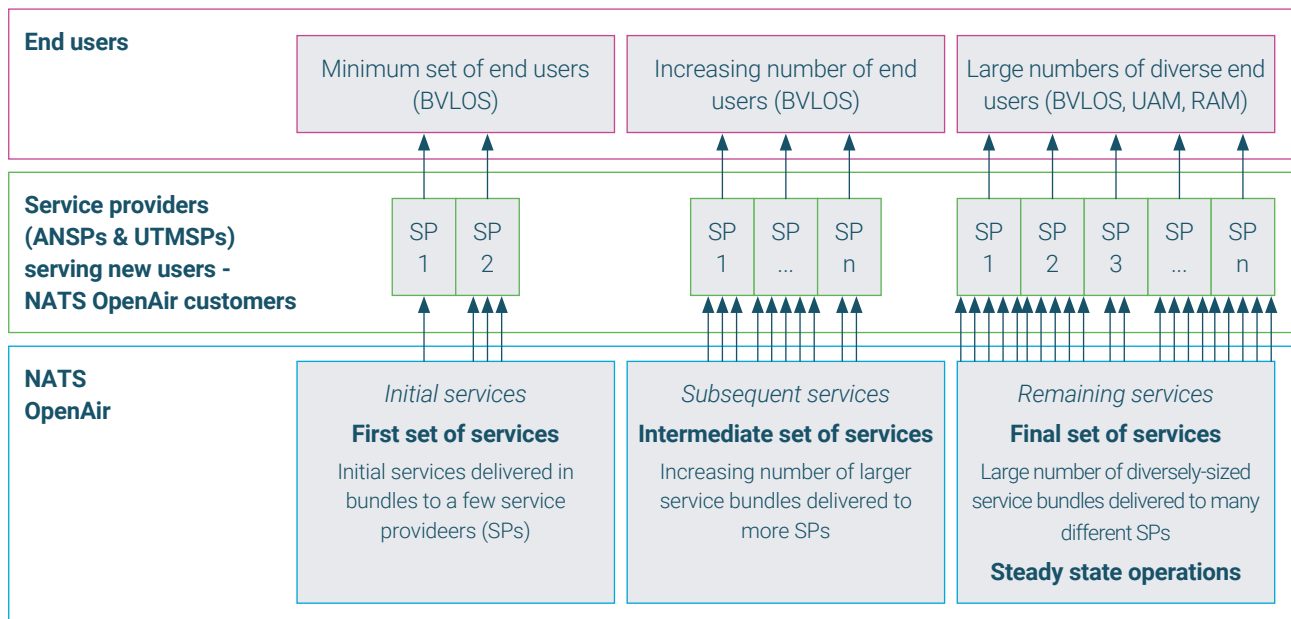 End users
Minimum set of end users
(BVLOS)
Increasing number of end
users (BVLOS)
Large numbers of diverse end
users (BVLOS, UAM, RAM)
Service providers
(ANSPs & UTMSPs)
serving new users -
NATS OpenAir customers
SP
1
SP
2
SP
1
...
SP
n
SP
1
SP
2
SP
3
SP
...
SP
n
NATS
OpenAir
Initial services
First set of services
Initial services delivered in
bundles to a few service
provideers (SPs)
Subsequent services
Intermediate set of services
Increasing number of larger
service bundles delivered to
more SPs
Remaining services
Final set of services
Large number of diversely-sized
service bundles delivered to many
different SPs
Steady state operations